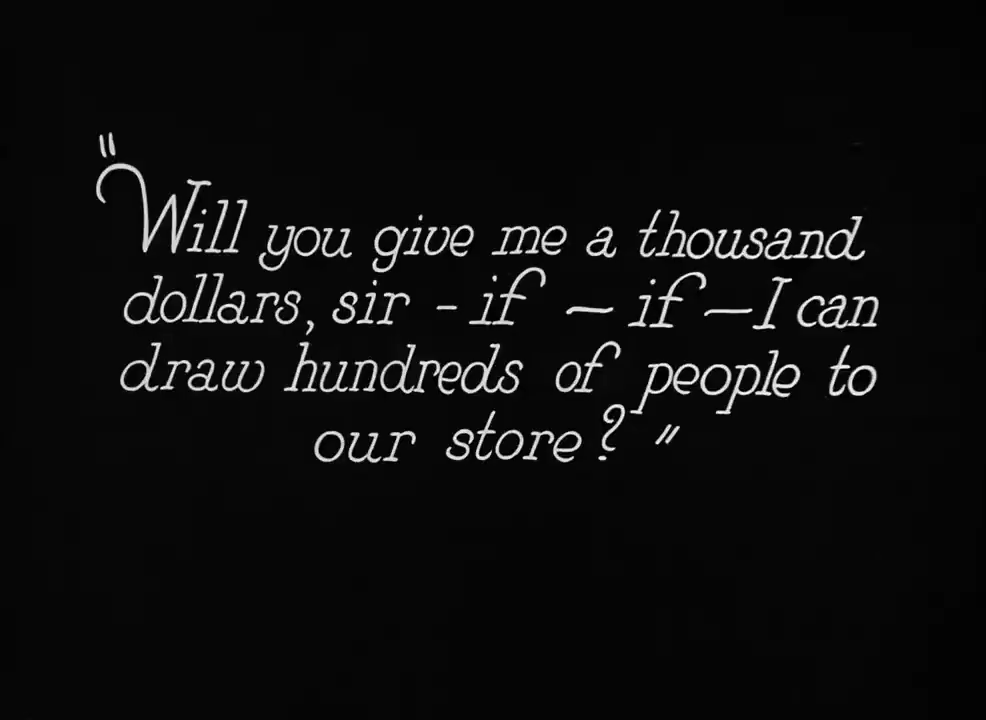 "Will you give me a thousand
dollars, sir - if — if — I can
draw hundreds of people to
our store? "